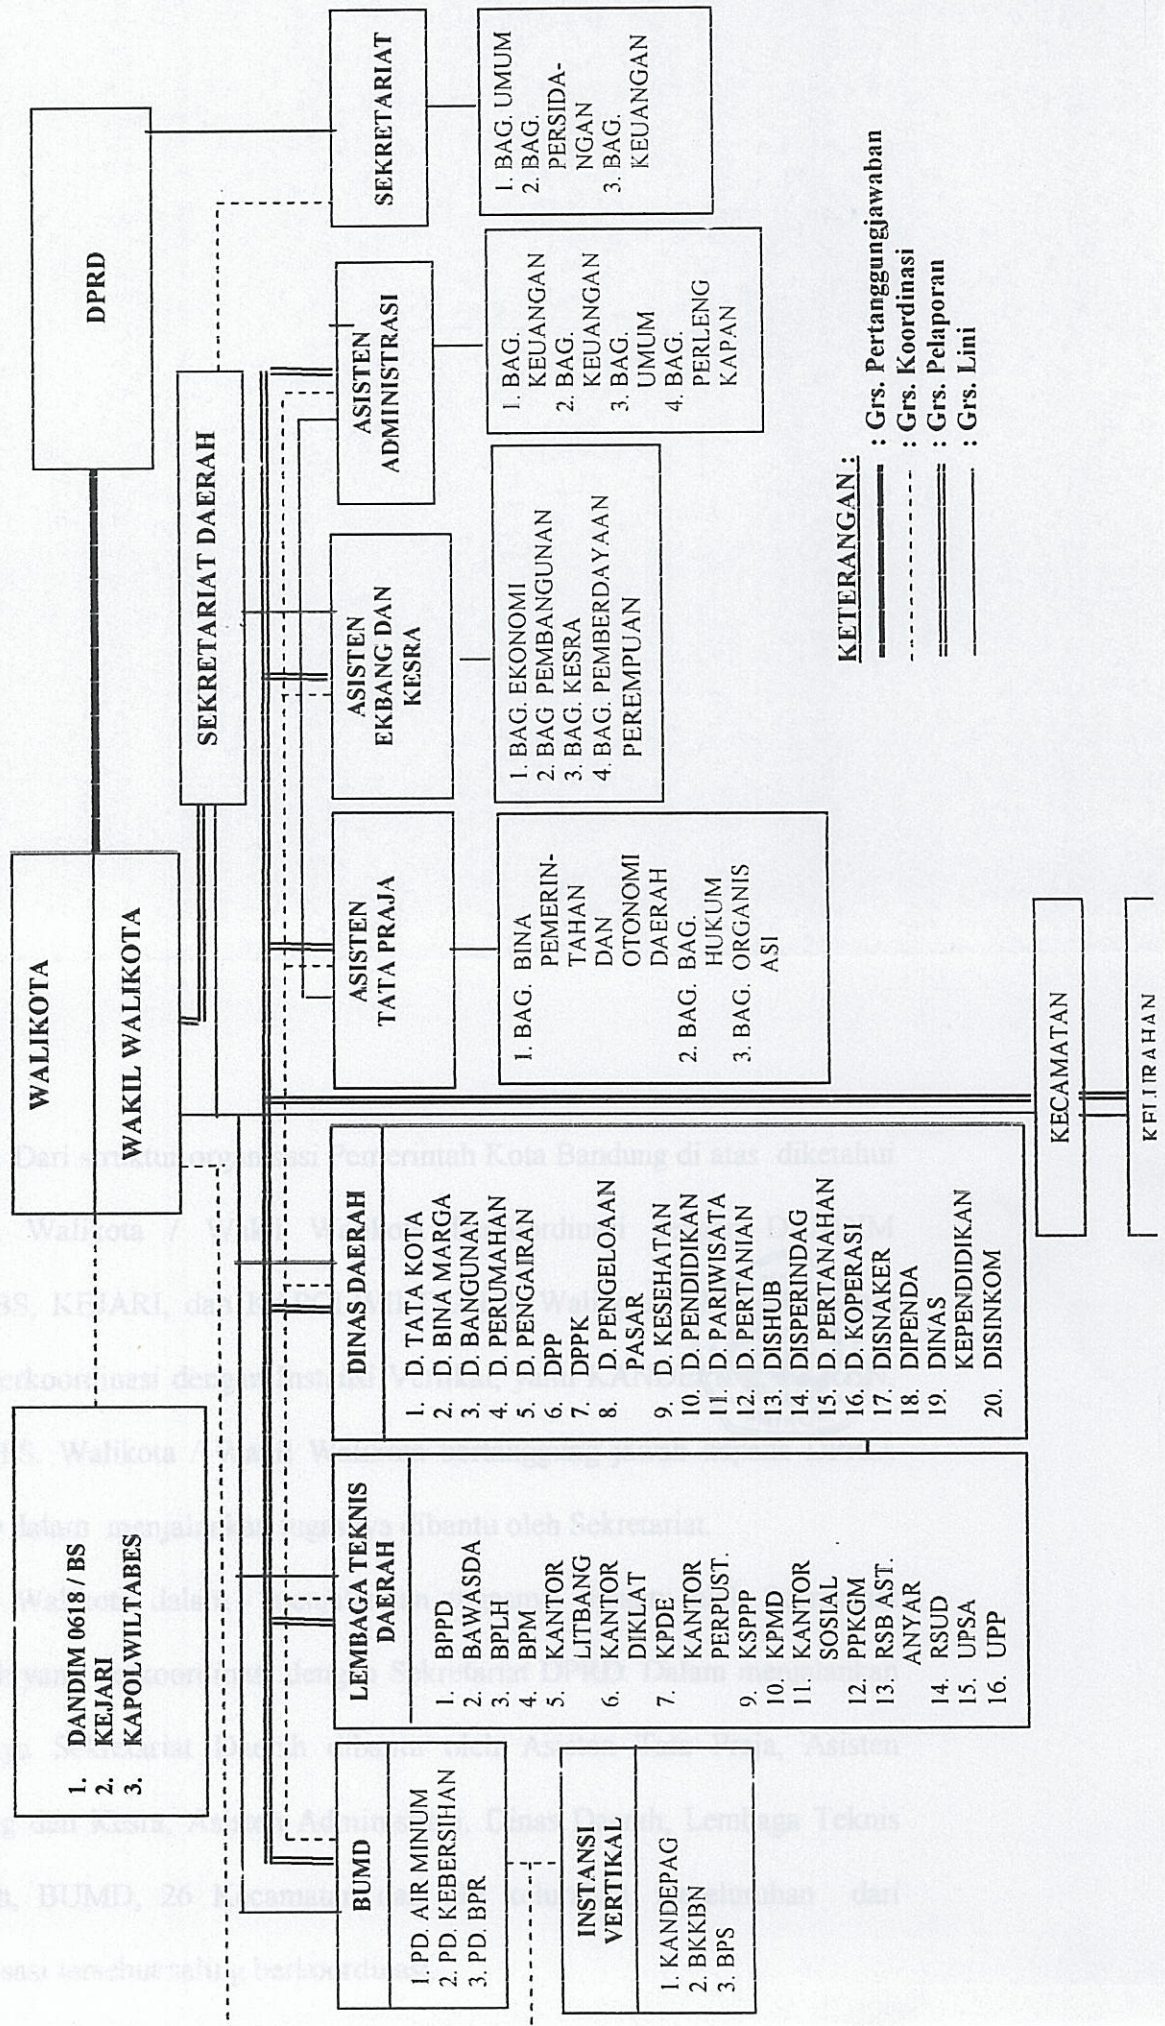 WALIKOTA
WAKIL WALIKOTA
DPRD
1. DANDIM 0618 / BS
2. KEJARI
3. KAPOLWILTABES
SEKRETARIAT DAERAH
BUMD
1. PD. AIR MINUM
2. PD. KEBERSIHAN
3. PD. BPR
INSTANSI
VERTIKAL
1. KANDEPAG
2. BKKBN
3. BPS
LEMBAGA TEKNIS
DAERAH
1. BPPD.
2. BAWASDA
3. BPLH
4. BPM
5. KANTOR
LITBANG
6. KANTOR
DIKLAT
7. KPDE
KANTOR
PERPUST.
9. KSPPP
10. KPMD
11. KANTOR
SOSIAL
12. PPKGM
13. RSB AST.
ANYAR
14. RSUD
15. UPSA
16. UPP
DINAS DAERAH
1. D. TATA KOTA
2. D. BINA MARGA
3. D. BANGUNAN
4. D. PERUMAHAN
5. D. PENGAIRAN
6. DPP
7. DPPK
8. D. PENGELOAAN
PASAR
9. D. KESEHATAN
10. D. PENDIDIKAN
11. D. PARIWISATA
12. D. PERTANIAN
13. DISHUB
14. DISPERINDAG
15. D. PERTANAHAN
16. D. KOPERASI
17. DISNAKER
18. DIPENDA
19. DINAS
KEPENDIDIKAN
20. DISINKOM
ASISTEN
TATA PRAJA
1. BAG. BINA
PEMERIN-
TAHAN
DAN
OTONOMI
DAERAH
2. BAG. BAG.
HUKUM
3. BAG. ORGANIS
ASI
ASISTEN
EKBANG DAN
KESRA
1. BAG. EKONOMI
2. BAG PEMBANGUNAN
3. BAG. KESRA
4. BAG. PEMBERDAYAAN
PEREMPUAN
ASISTEN
ADMINISTRASI
1. BAG.
KEUANGAN
2. BAG.
KEUANGAN
3. BAG.
UMUM
4. BAG.
PERLENG
KAPAN
SEKRETARIAT
1. BAG. UMUM
2. BAG.
PERSIDA-
NGAN
3. BAG.
KEUANGAN
KECAMATAN
KELURAHAN
KETERANGAN :
: Grs. Pertanggungjawaban
: Grs. Koordinasi
: Grs. Pelaporan
: Grs. Lini
Dari struktur organisasi Pemerintah Kota Bandung di atas diketahui
Walikota / Wakil
BS, KEJARI, dan
berkoordinasi dengan Instansi Vertikal, yaitu
Walikota / Wakil Walikota bertanggung jawab kepada
dalam menjalankan tugasnya dibantu oleh Sekretariat.
Walikota dalam
koordinasi dengan Sekretariat DPRD. Dalam menjalankan
Sekretariat Daerah dibantu oleh Asisten Tata Praja, Asisten
dan Kesra, Asisten Administrasi, Dinas Daerah, Lembaga Teknis
BUMD, 26 Kecamatan dari
tersebut saling berkoordinasi